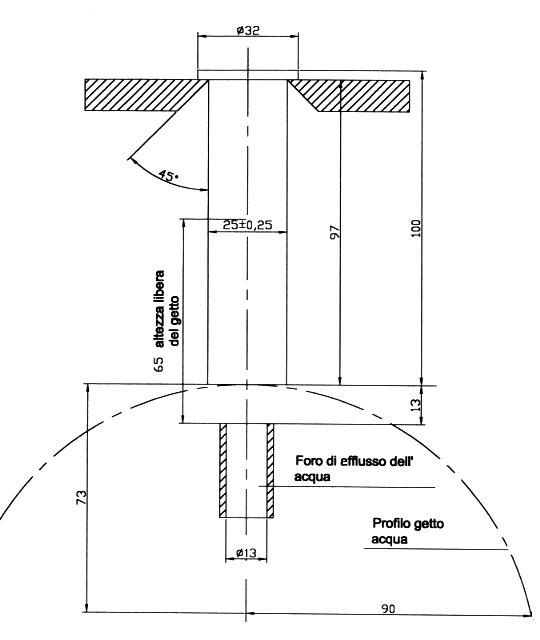 ø32
45°
25±0,25
97
100
65 altezza libera
del getto
13
73
Foro di efflusso dell'
acqua
Profilo getto
acqua
ø13
90